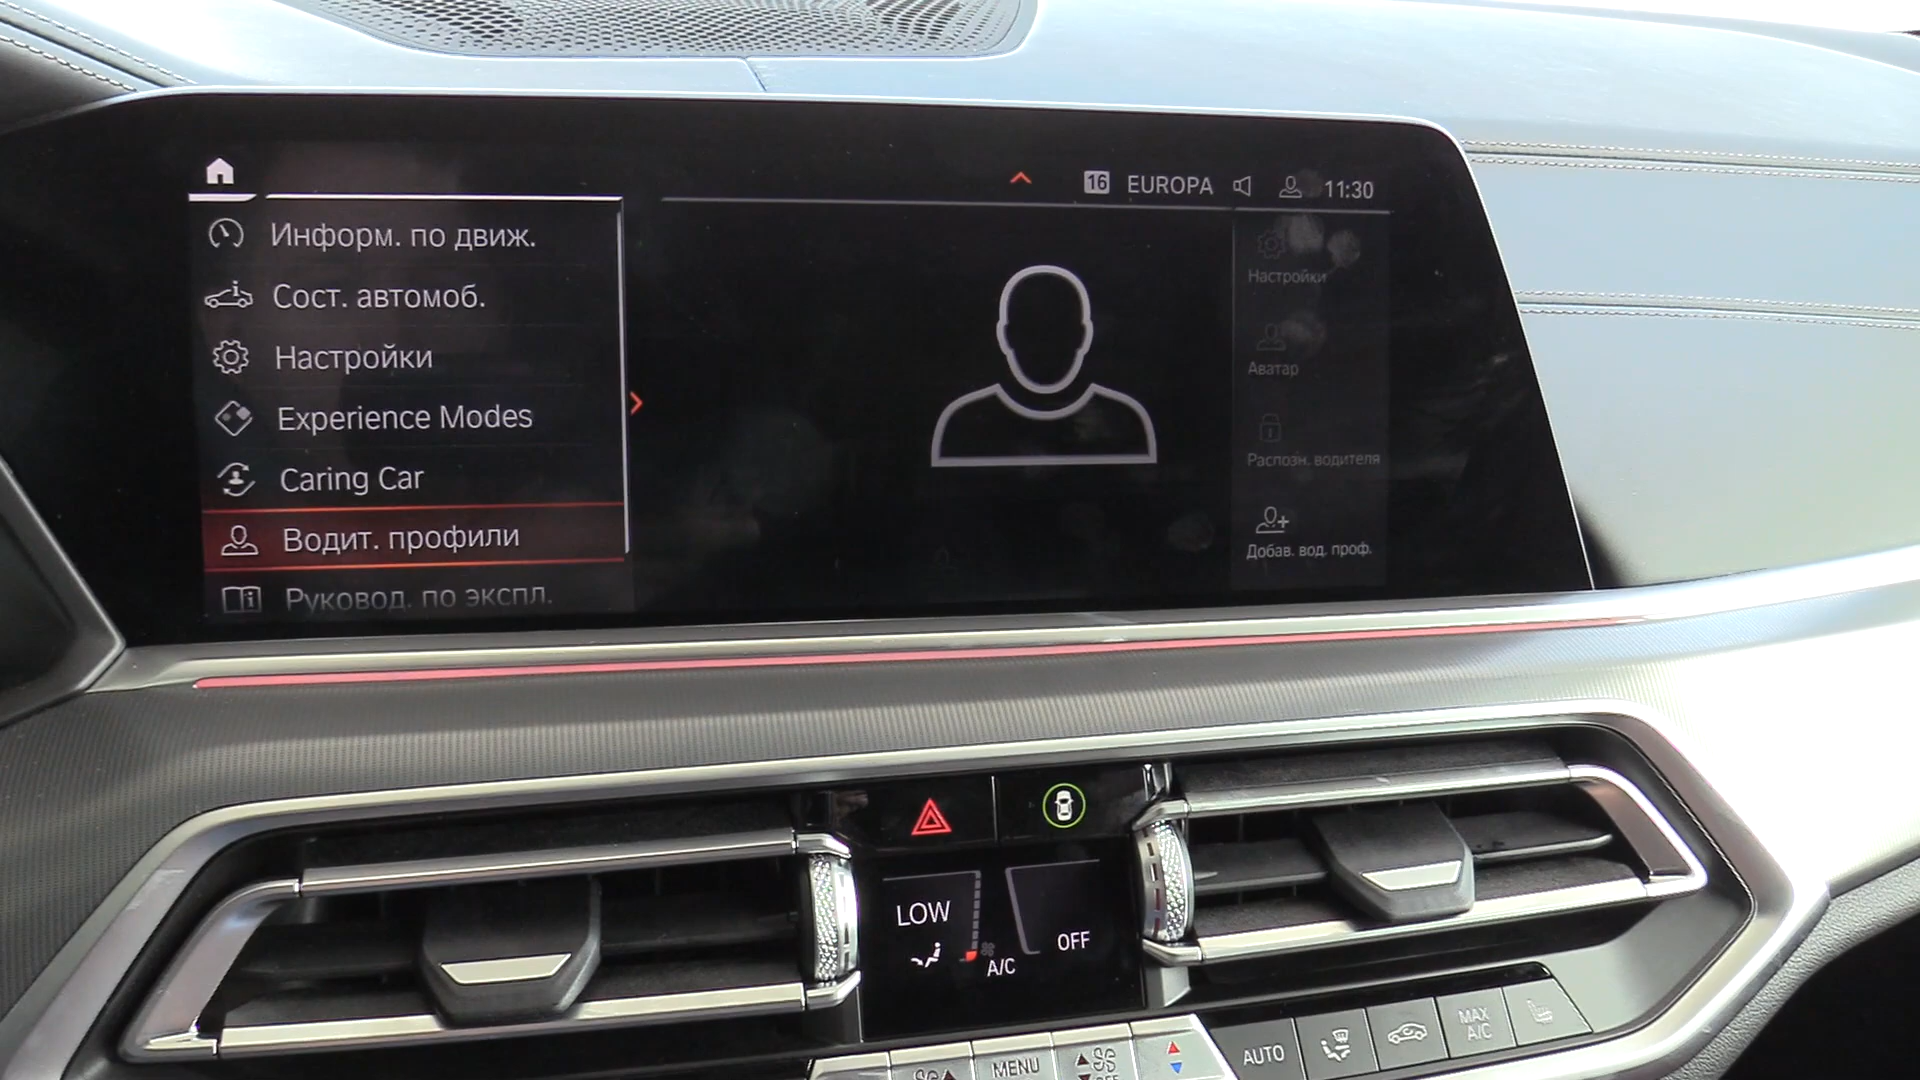 16 EUROPA 11:30
Информ. по движ.
Сост. автомоб.
Настройки
Experience Modes
Caring Car
Водит. профили
Руковод. по экспл.
Настройки
Аватар
Распозн. водителя
Добав. вод. проф.
LOW
A/C
OFF
MENU
OFF
AUTO
MAX
A/C